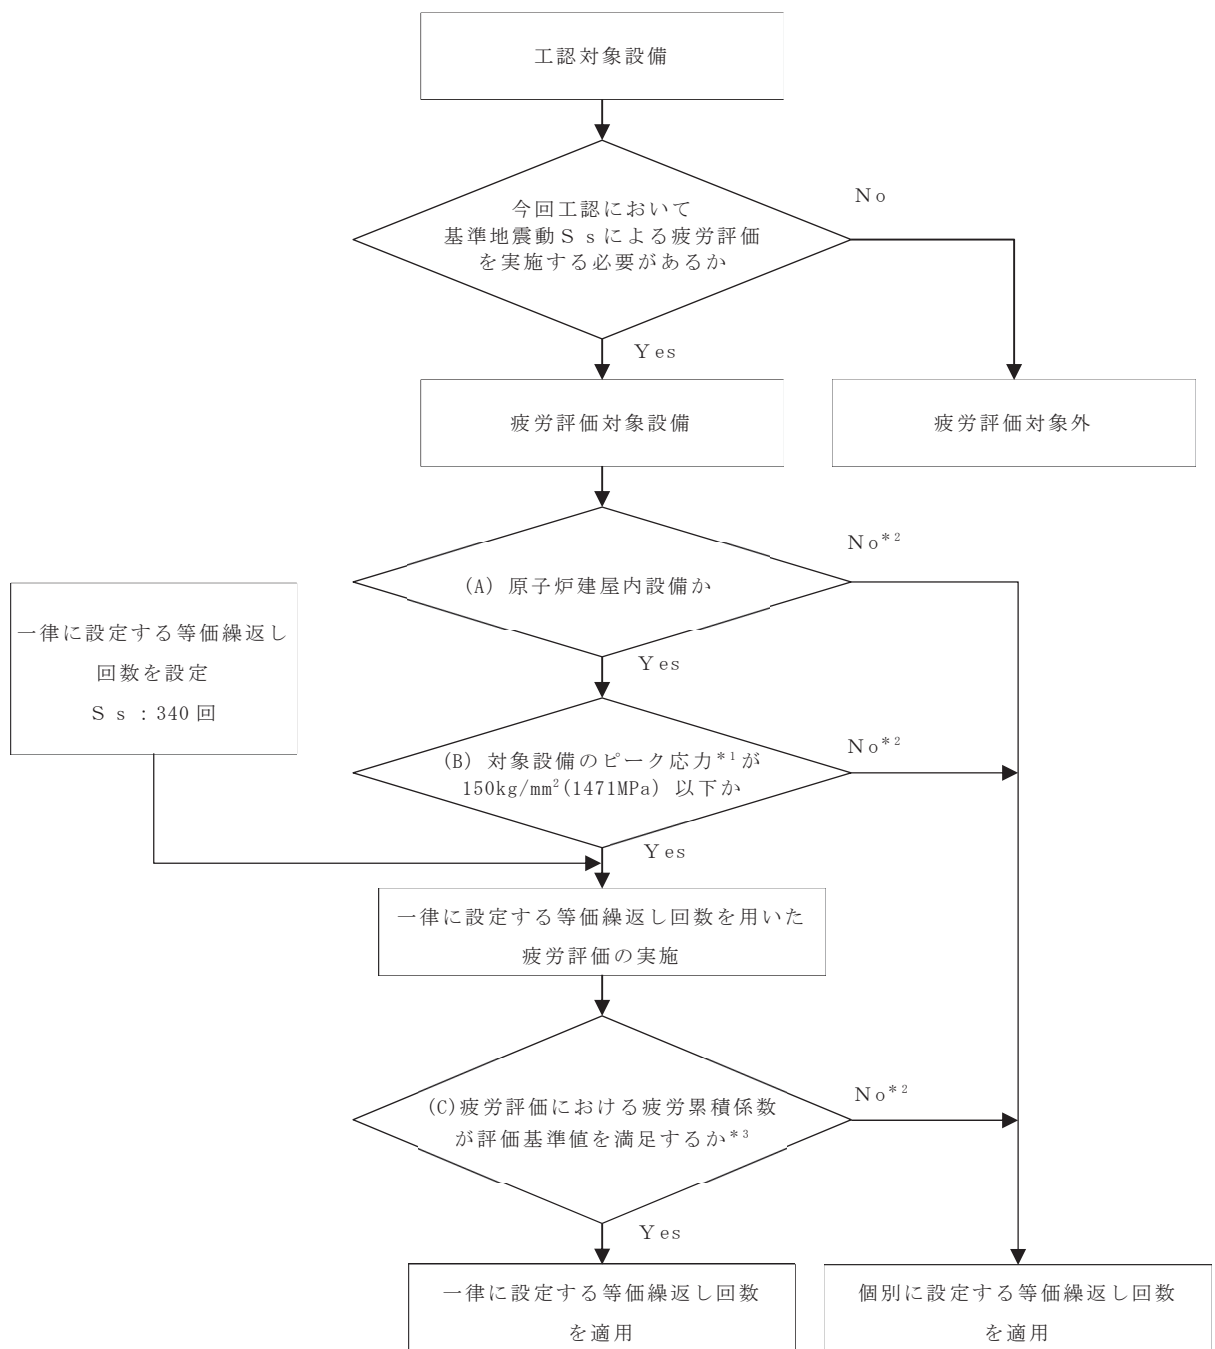 工認対象設備
今回工認において
基準地震動Ｓｓによる疲労評価
を実施する必要があるか
No
Yes
疲労評価対象設備
疲労評価対象外
(A) 原子炉建屋内設備か
No*2
Yes
一律に設定する等価繰返し
回数を設定
Ｓｓ：340回
(B) 対象設備のピーク応力*1が
150kg/mm²(1471MPa) 以下か
No*2
Yes
一律に設定する等価繰返し回数を用いた
疲労評価の実施
(C)疲労評価における疲労累積係数
が評価基準値を満足するか*3
No*2
Yes
一律に設定する等価繰返し回数
を適用
個別に設定する等価繰返し回数
を適用